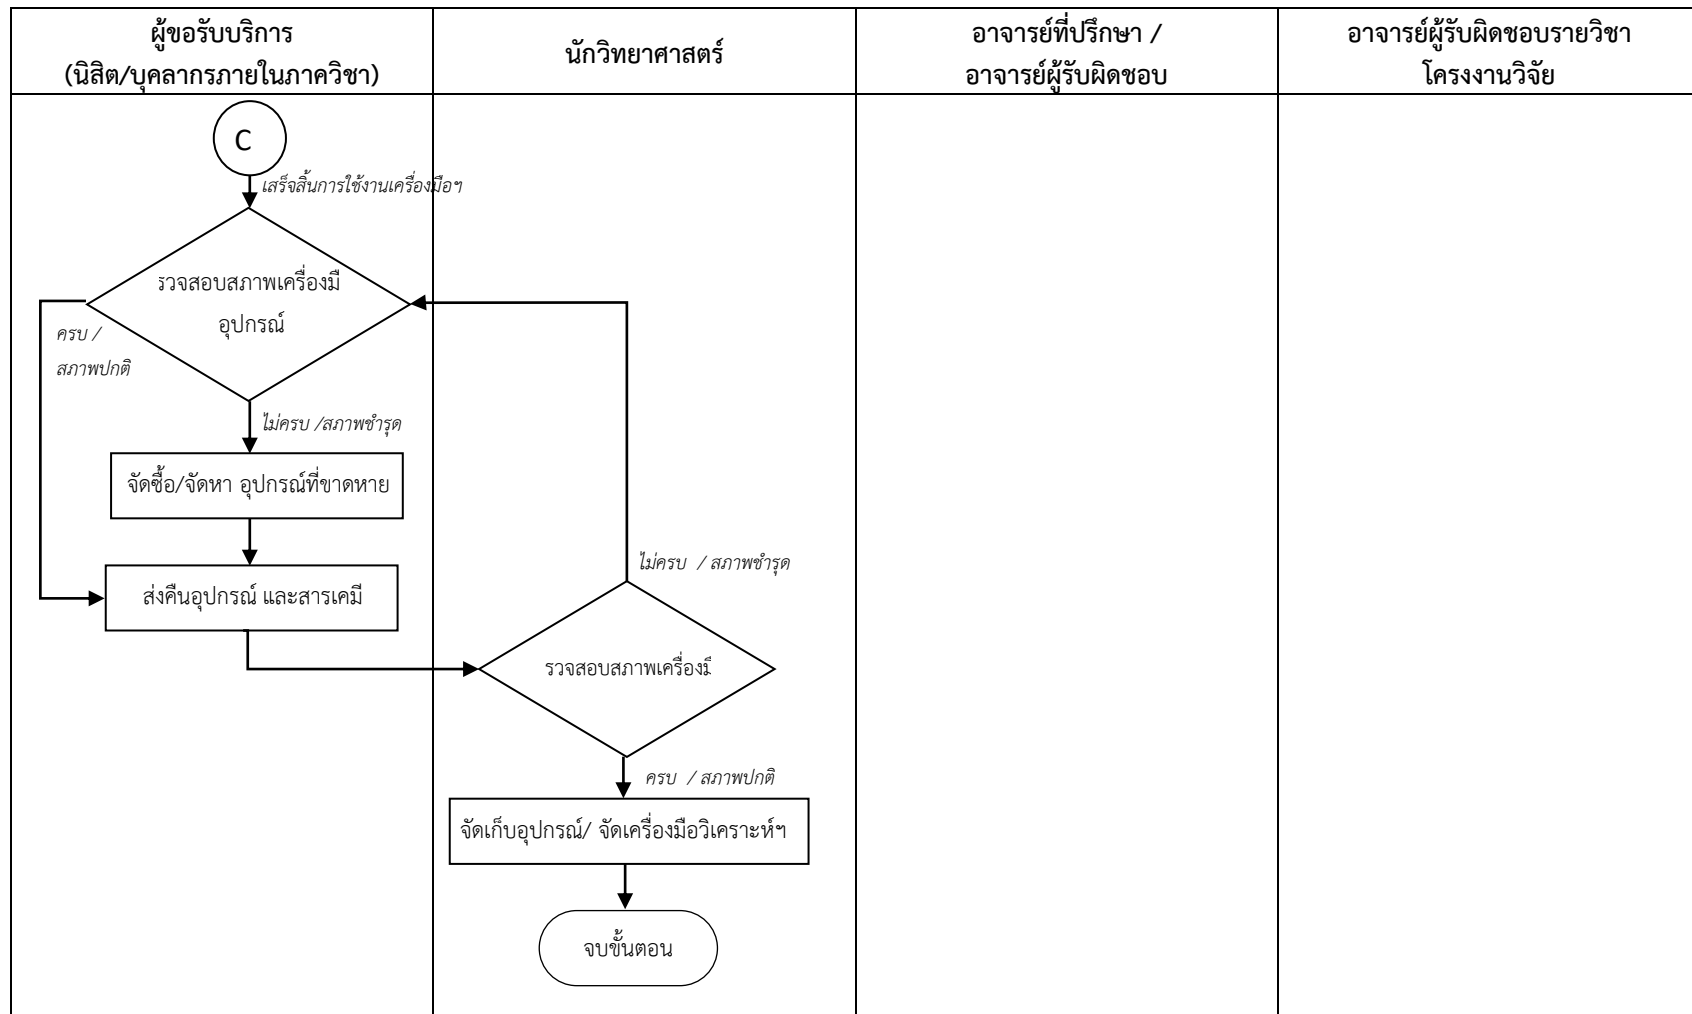 ผู้ขอรับบริการ
(นิสิต/บุคลากรภายในภาควิชา)
นักวิทยาศาสตร์
อาจารย์ที่ปรึกษา /
อาจารย์ผู้รับผิดชอบ
อาจารย์ผู้รับผิดชอบรายวิชา
โครงงานวิจัย
C
เสร็จสิ้นการใช้งานเครื่องมือฯ
รวจสอบสภาพเครื่องมื
อุปกรณ์
ครบ /
สภาพปกติ
ไม่ครบ /สภาพชำรุด
จัดซื้อ/จัดหา อุปกรณ์ที่ขาดหาย
ส่งคืนอุปกรณ์ และสารเคมี
ไม่ครบ / สภาพชำรุด
รวจสอบสภาพเครื่องมื
ครบ / สภาพปกติ
จัดเก็บอุปกรณ์/ จัดเครื่องมือวิเคราะห์ฯ
จบขั้นตอน